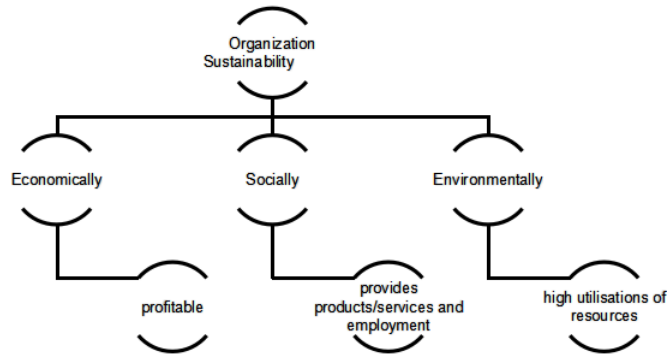 Organization
Sustainability
Economically
Socially
Environmentally
profitable
provides
products/services and
employment
high utilisations of
resources